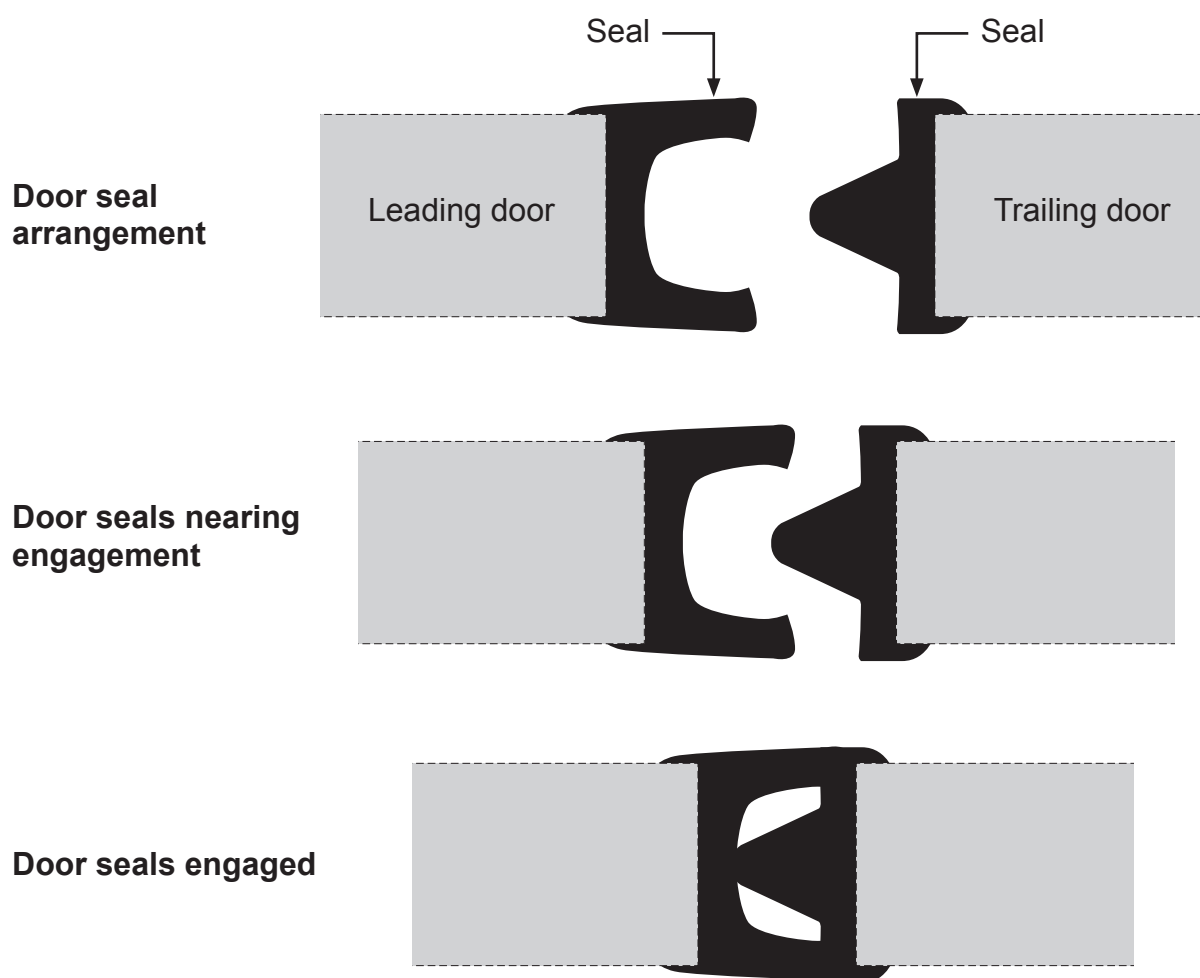 Seal
Seal
Door seal
arrangement
Leading door
Trailing door
Door seals nearing
engagement
Door seals engaged